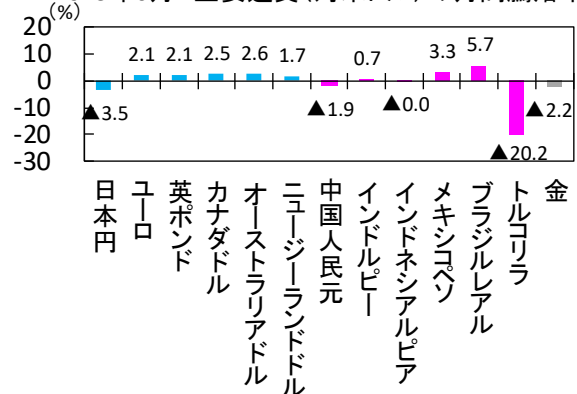 (%)
20
10
0
-10
-20
-30
▲3.5
2.1
2.1
2.5
2.6
1.7
▲1.9
0.7
▲0.0
3.3
5.7
▲20.2
▲2.2
日本円
ユーロ
英ポンド
カナダドル
オーストラリアドル
ニュージーランドドル
中国人民元
インドルピー
インドネシアルピア
メキシコペソ
ブラジルレアル
トルコリラ
金